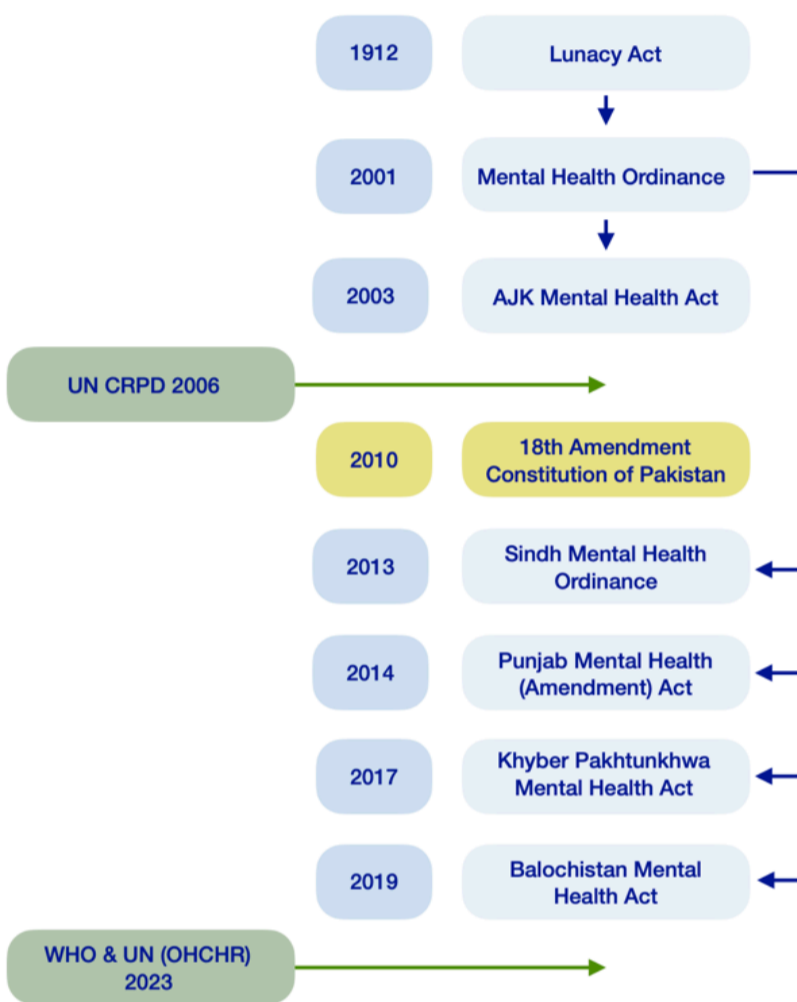 1912
Lunacy Act
2001
Mental Health Ordinance
2003
AJK Mental Health Act
UN CRPD 2006
2010
18th Amendment
Constitution of Pakistan
2013
Sindh Mental Health
Ordinance
2014
Punjab Mental Health
(Amendment) Act
2017
Khyber Pakhtunkhwa
Mental Health Act
2019
Balochistan Mental
Health Act
WHO & UN (OHCHR)
2023